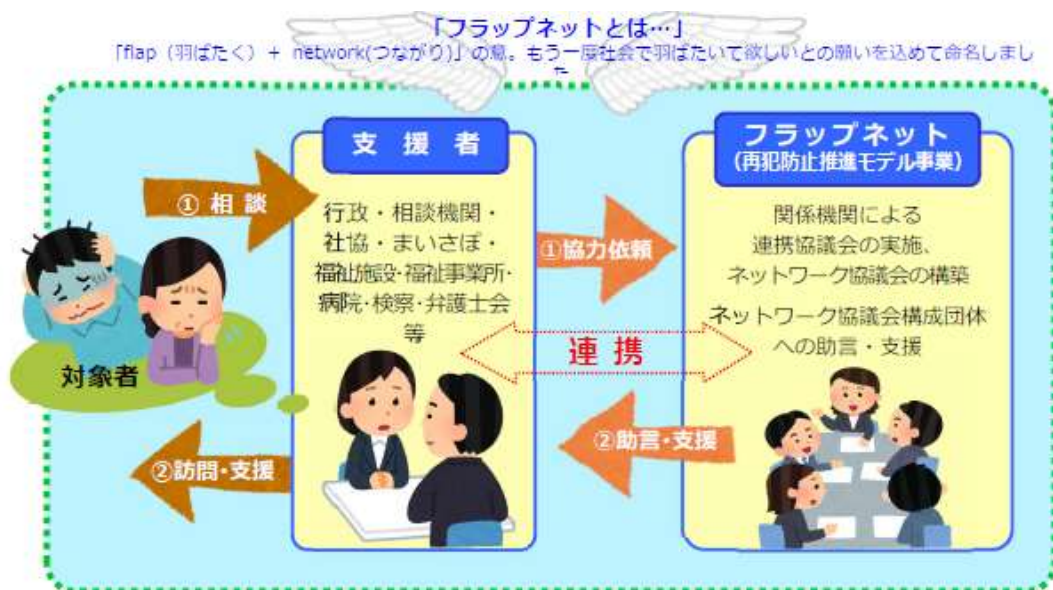 「フラップネットとは…」
「flap（羽ばたく）+ network(つながり)」の意。もう一度社会で羽ばたいて欲しいとの願いを込めて命名しまし
た
支援者
フラップネット
(再犯防止推進モデル事業)
①相談
行政・相談機関・
社協・まいさぽ・
福祉施設・福祉事業所・
病院・検察・弁護士会
等
①協力依頼
関係機関による
連携協議会の実施、
ネットワーク協議会の構築
ネットワーク協議会構成団体
への助言・支援
連携
対象者
②訪問・支援
②助言・支援